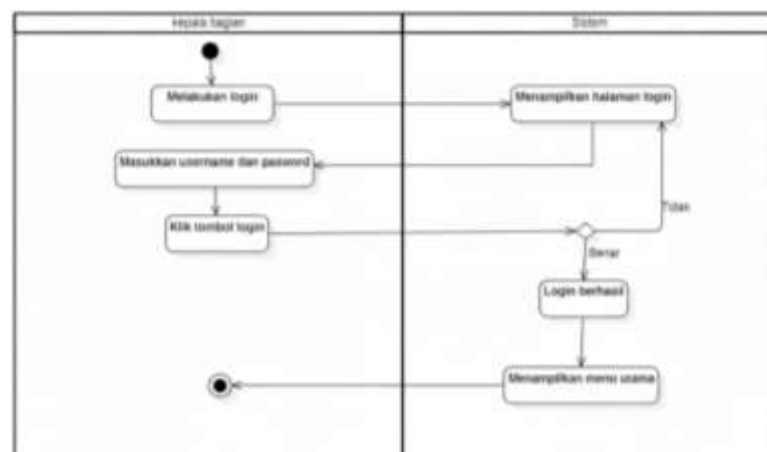 kepala bagian
Sistem
Melakukan login
Menampilkan halaman login
Masukkan username dan pasword
Klik tombol login
Tidak
Benar
Login berhasil
Menampilkan menu utama